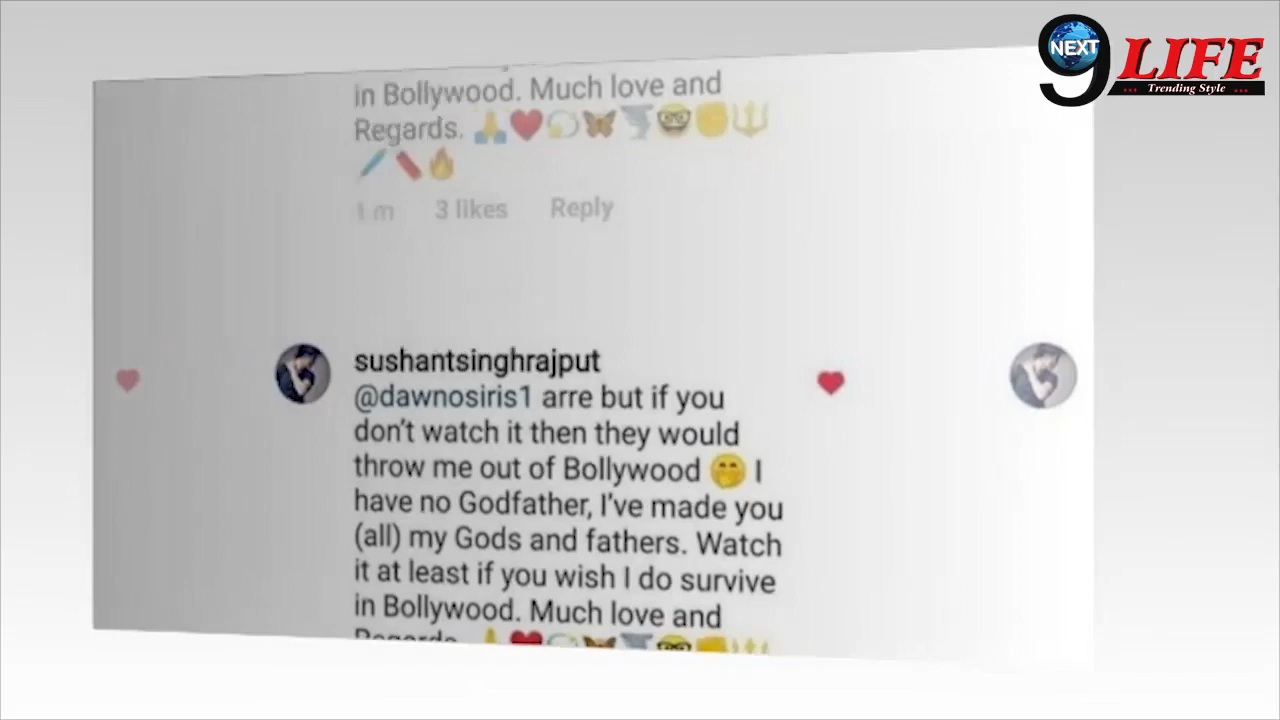 9 NEXT LIFE
... Trending Style ...
in Bollywood. Much love and
Regards. 🙏❤️💫🦋🌪️🤓✊🔱
🖊️🖍️🔥
1 m 3 likes Reply
sushantsinghrajput
@dawnosiris1 arre but if you
don't watch it then they would
throw me out of Bollywood 🤭 I
have no Godfather, I've made you
(all) my Gods and fathers. Watch
it at least if you wish I do survive
in Bollywood. Much love and
Regards. 🙏❤️💫🦋🌪️🤓✊🔱